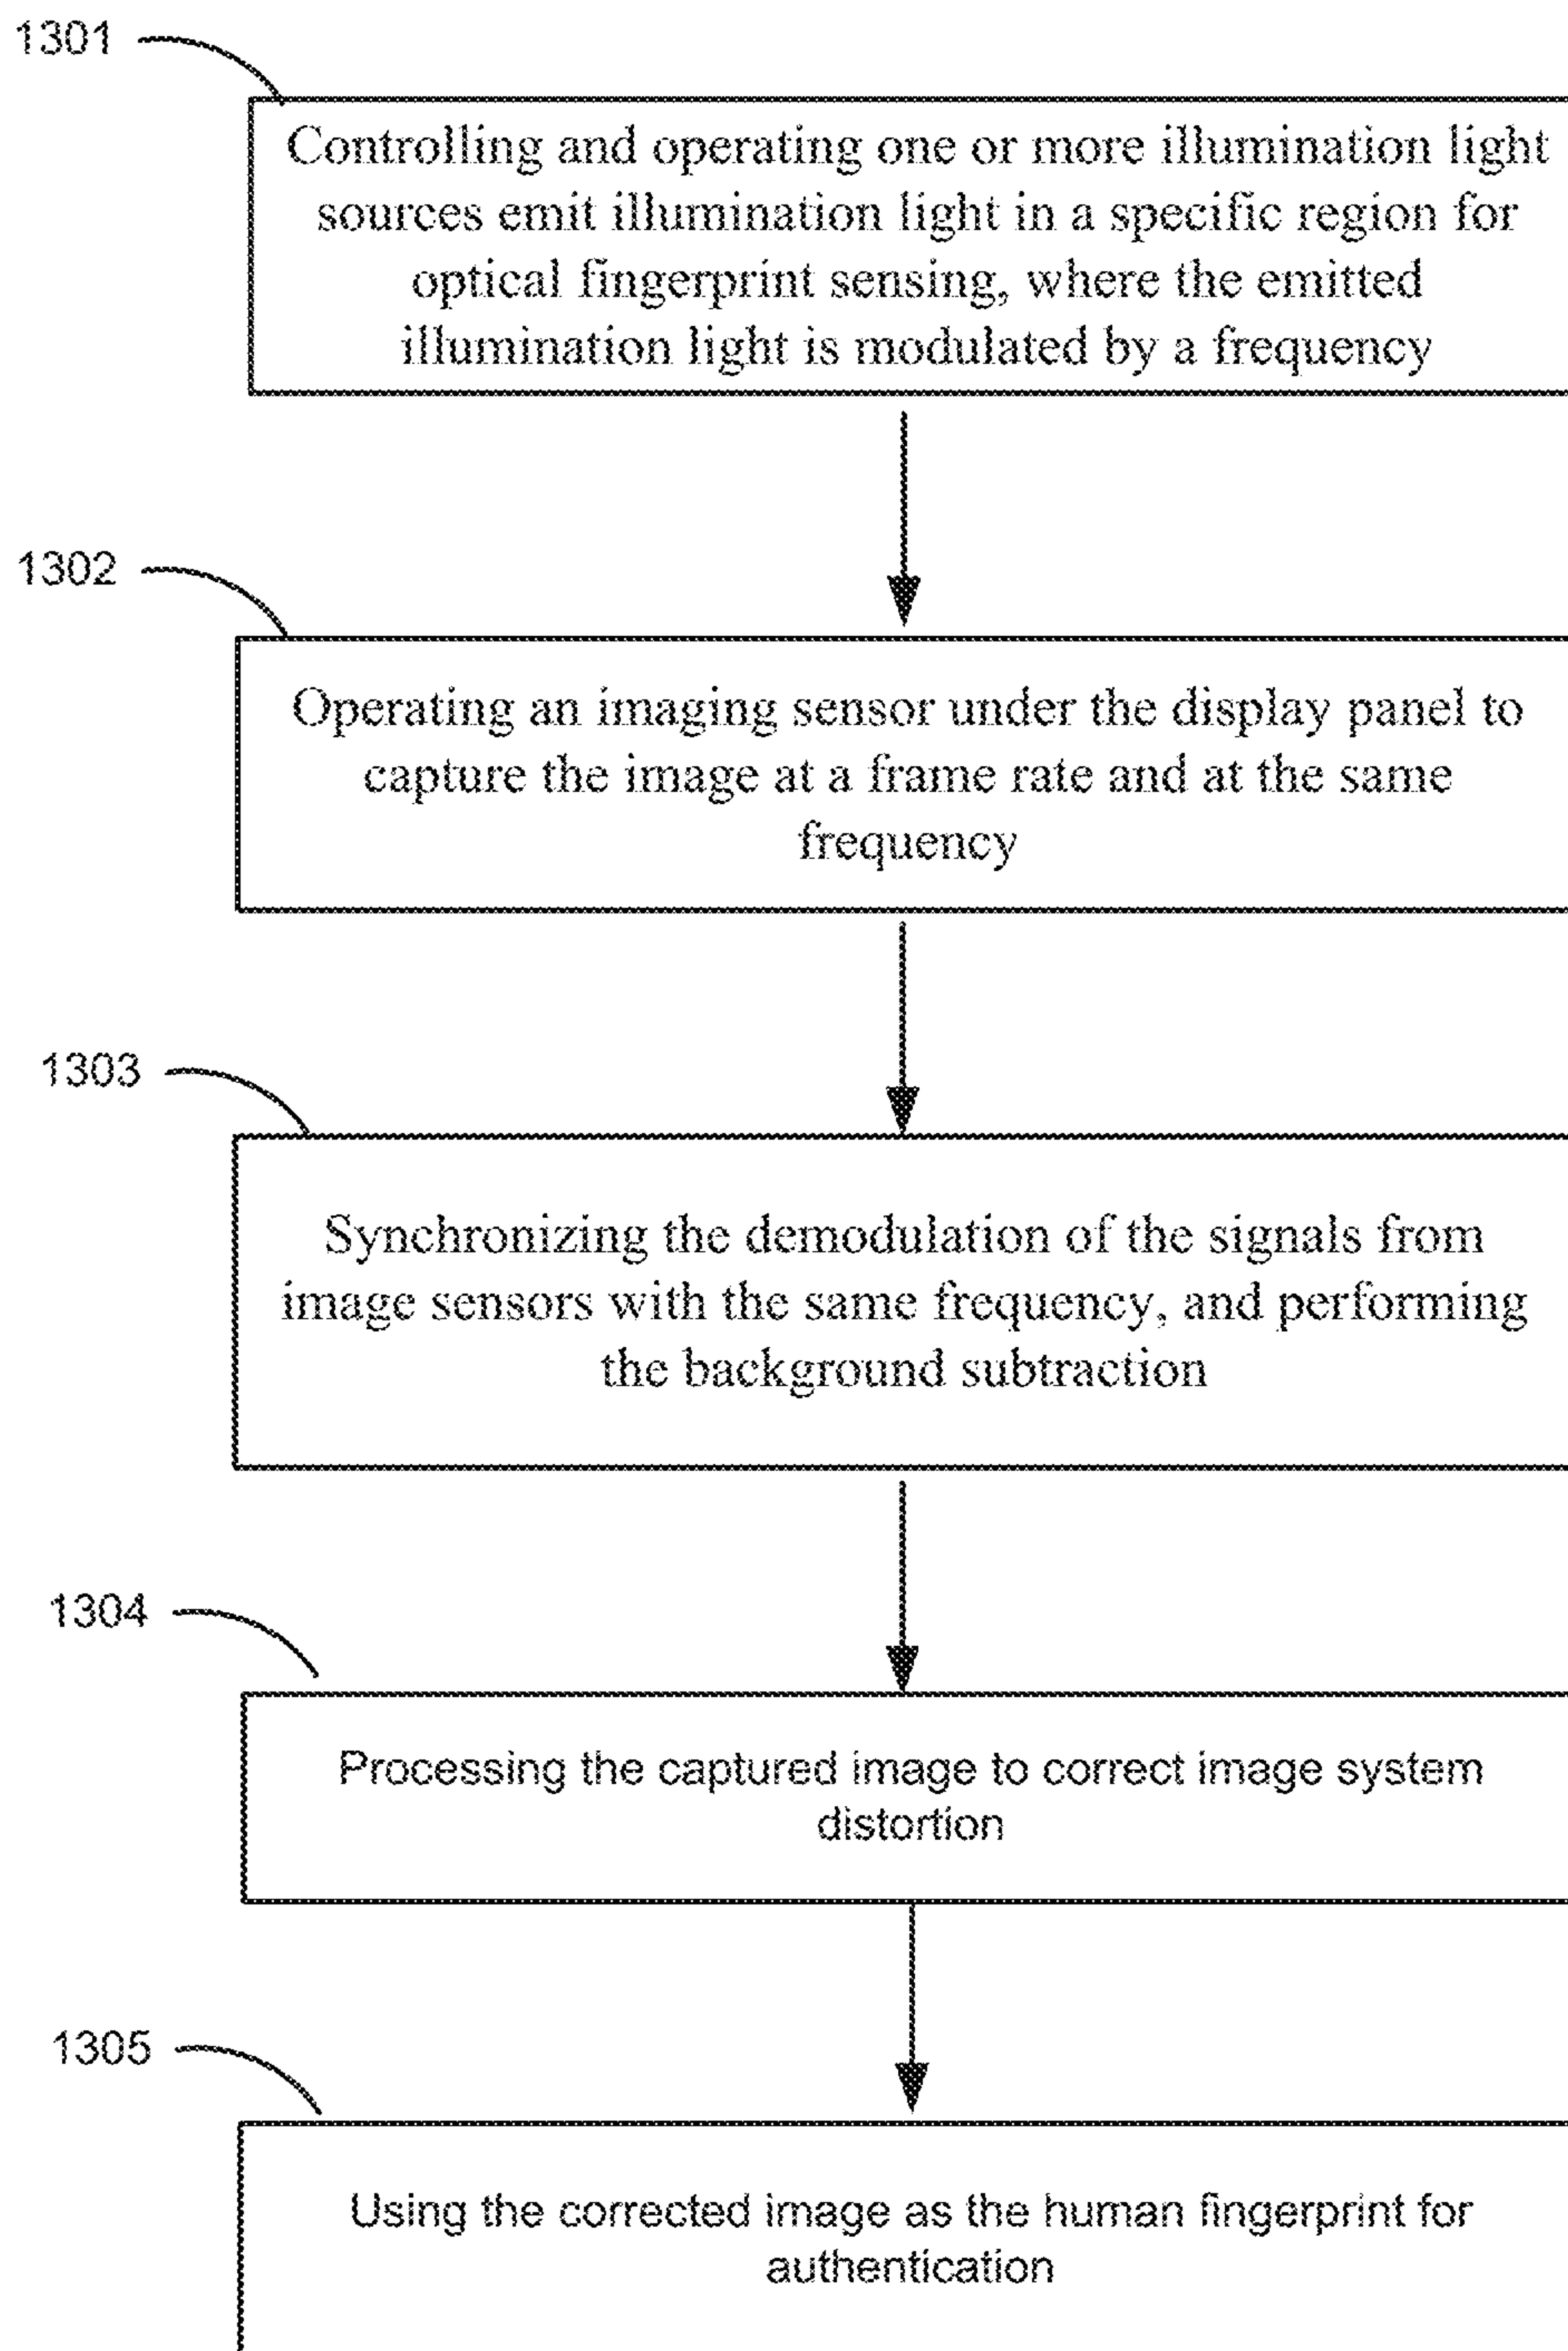 1301
Controlling and operating one or more illumination light
sources emit illumination light in a specific region for
optical fingerprint sensing, where the emitted
illumination light is modulated by a frequency
1302
Operating an imaging sensor under the display panel to
capture the image at a frame rate and at the same
frequency
1303
Synchronizing the demodulation of the signals from
image sensors with the same frequency, and performing
the background subtraction
1304
Processing the captured image to correct image system
distortion
1305
Using the corrected image as the human fingerprint for
authentication